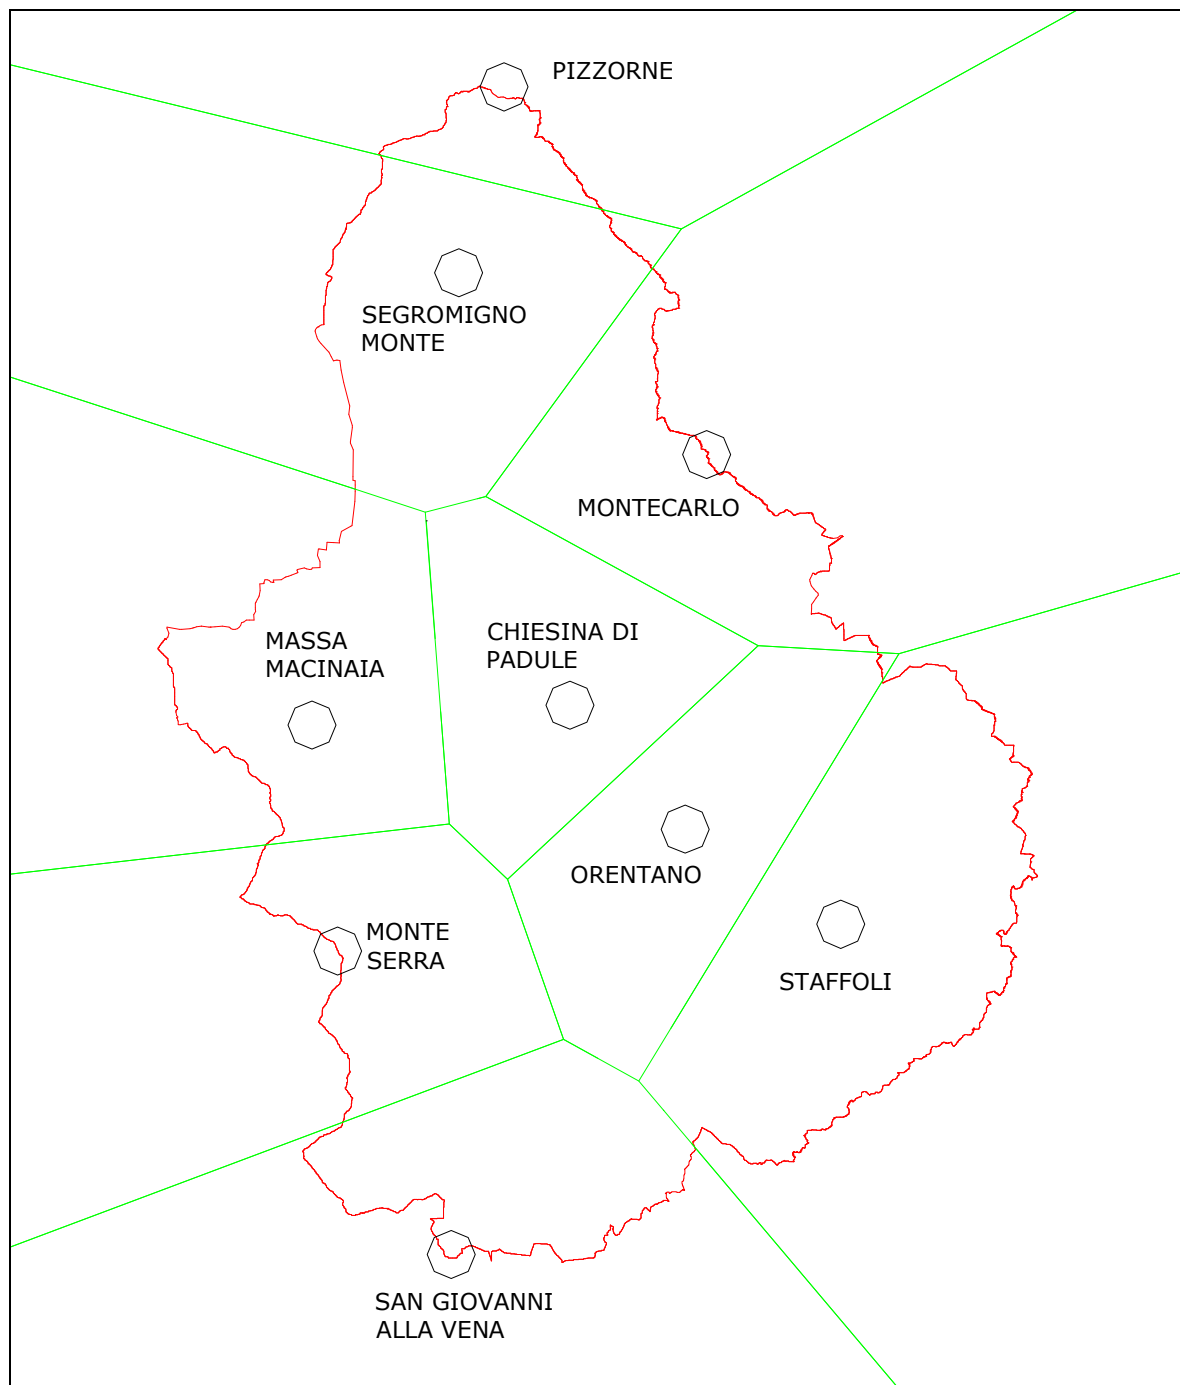 PIZZORNE
SEGROMIGNO
MONTE
MONTECARLO
MASSA
MACINAIA
CHIESINA DI
PADULE
ORENTANO
MONTE
SERRA
STAFFOLI
SAN GIOVANNI
ALLA VENA